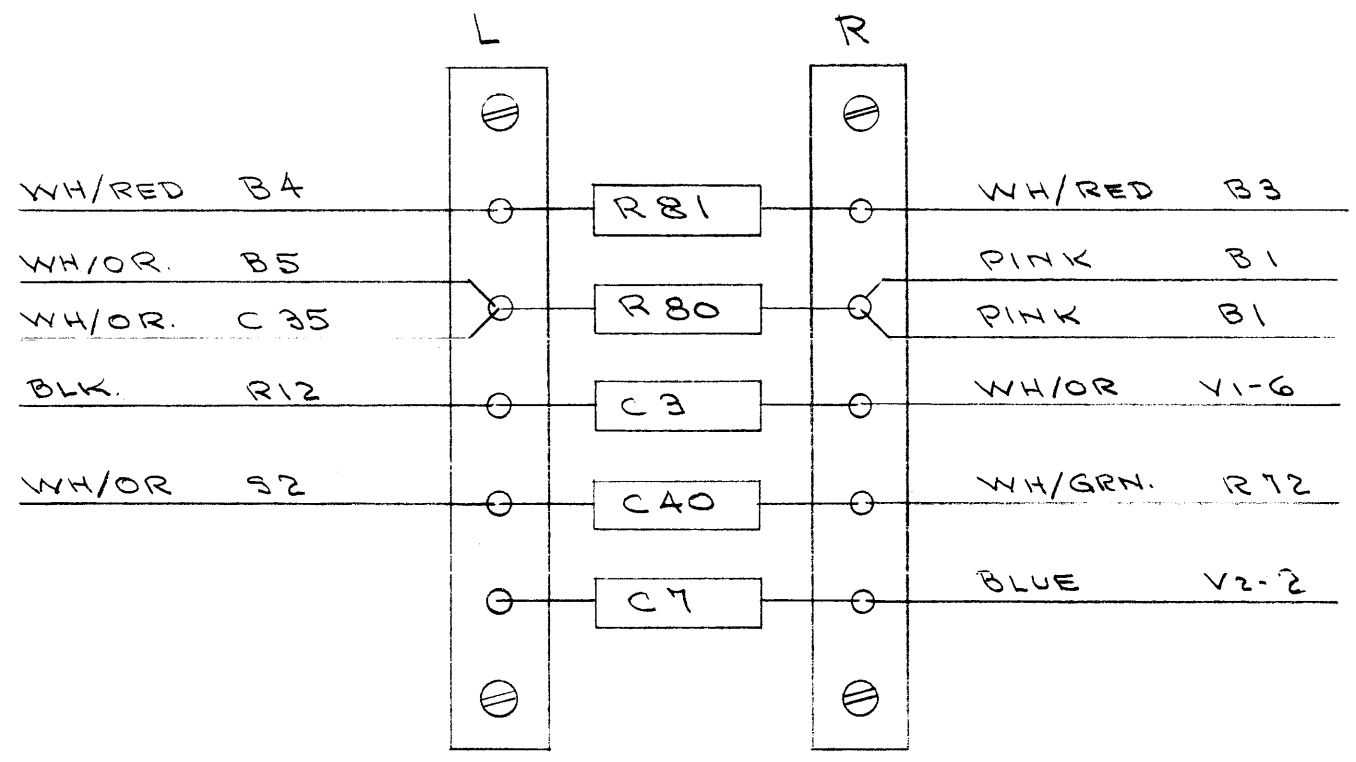 L R
WH/RED B4 R81 WH/RED B3
WH/OR. B5 PINK B1
R80
WH/OR. C35 PINK B1
BLK. R12 C3 WH/OR V1-6
WH/OR S2 C40 WH/GRN. R72
C7 BLUE V2-2